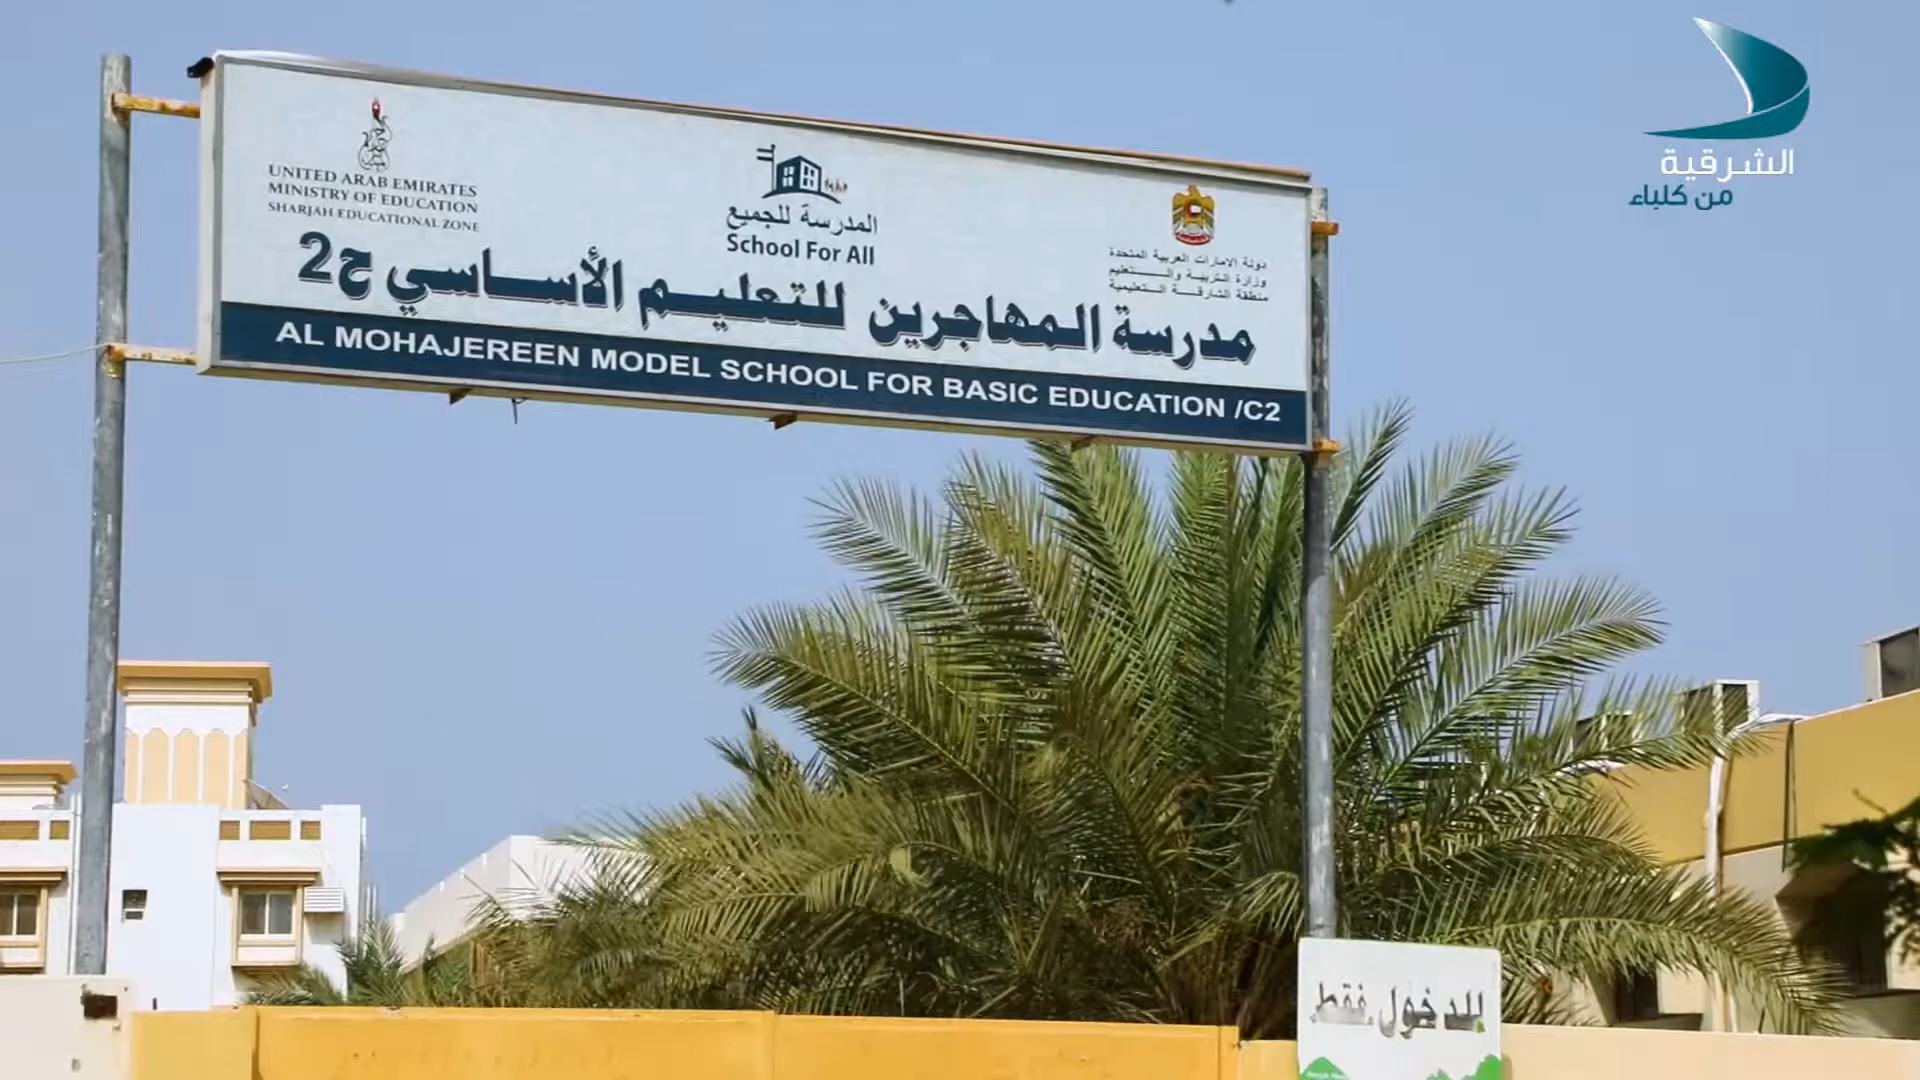 الشرقية
من كلباء
UNITED ARAB EMIRATES
MINISTRY OF EDUCATION
SHARJAH EDUCATIONAL ZONE
المدرسة للجميع
School For All
دولة الامارات العربية المتحدة
وزارة التربية والتعليم
منطقة الشارقة التعليمية
مدرسة المهاجرين للتعليم الأساسي ح2
AL MOHAJEREEN MODEL SCHOOL FOR BASIC EDUCATION /C2
للدخول فقط